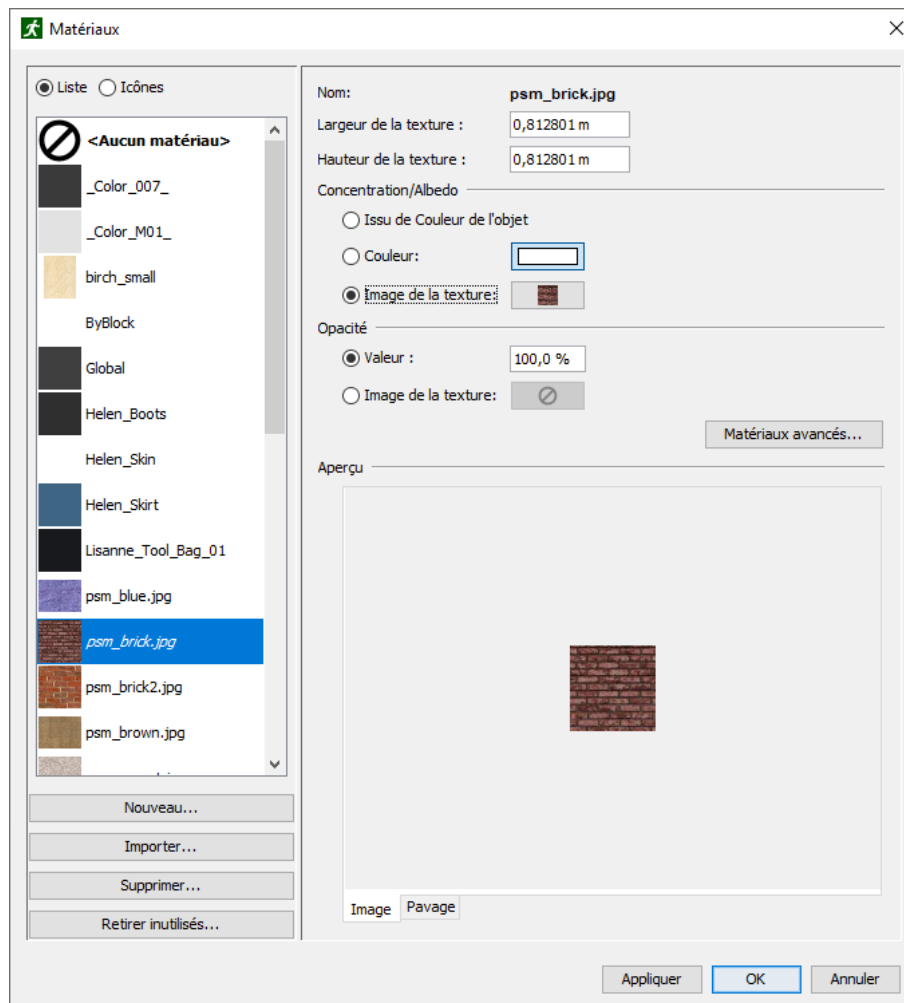 Matériaux
Liste Icônes
<Aucun matériau>
_Color_007_
_Color_M01_
birch_small
ByBlock
Global
Helen_Boots
Helen_Skin
Helen_Skirt
Lisanne_Tool_Bag_01
psm_blue.jpg
psm_brick.jpg
psm_brick2.jpg
psm_brown.jpg
Nouveau...
Importer...
Supprimer...
Retirer inutilisés...
Nom: psm_brick.jpg
Largeur de la texture : 0,812801 m
Hauteur de la texture : 0,812801 m
Concentration/Albedo
Issu de Couleur de l'objet
Couleur:
Image de la texture:
Opacité
Valeur : 100,0 %
Image de la texture:
Matériaux avancés...
Aperçu
Image Pavage
Appliquer OK Annuler